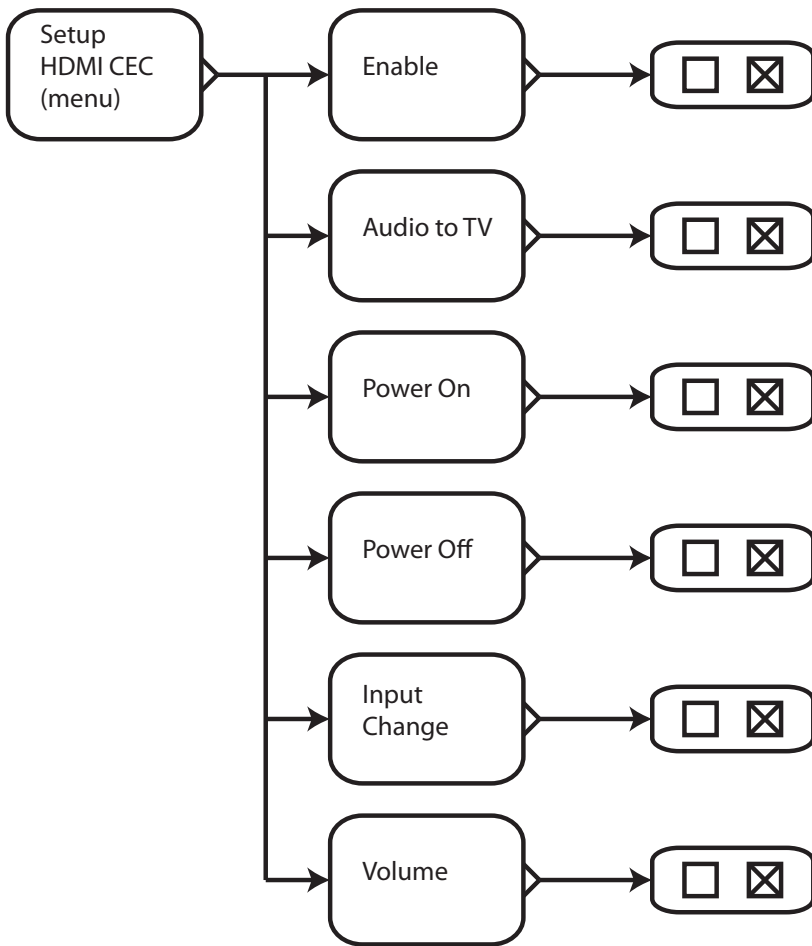 Setup
HDMI CEC
(menu)
Enable
Audio to TV
Power On
Power Off
Input
Change
Volume